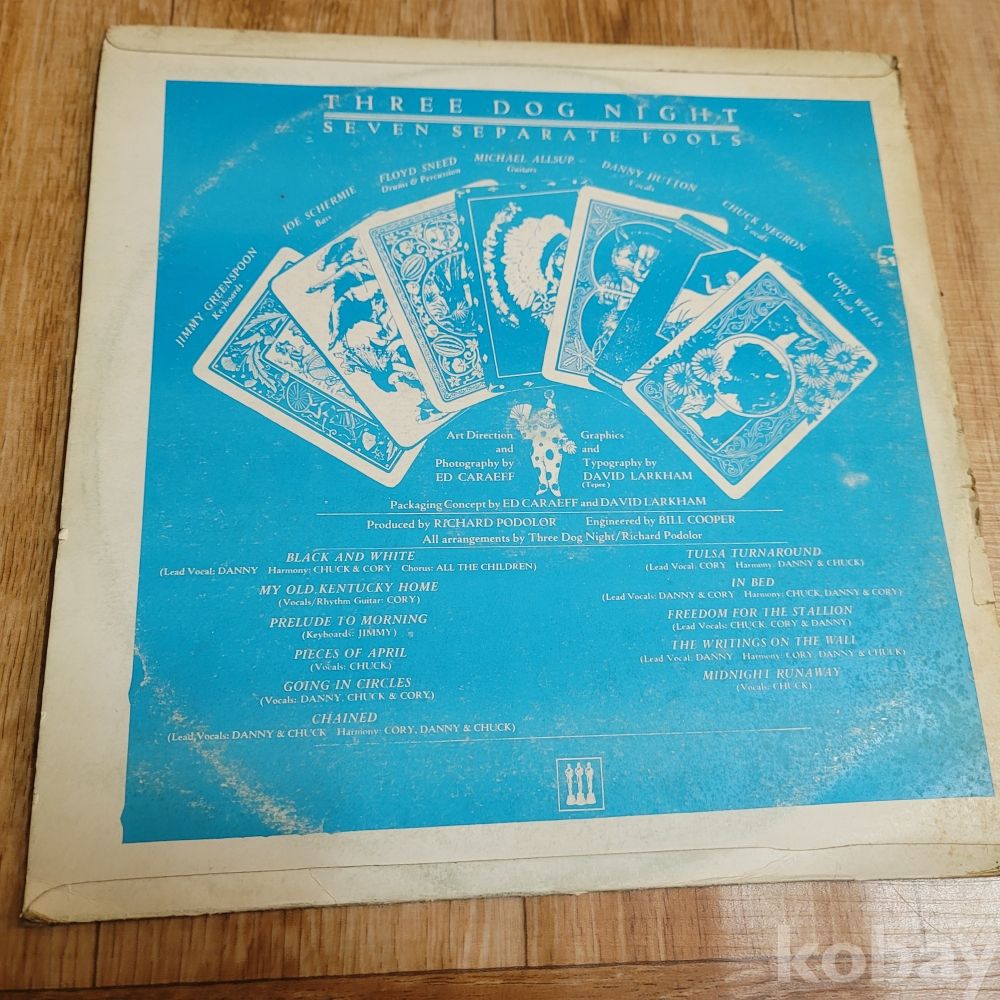 THREE DOG NIGHT
SEVEN SEPARATE FOOLS
JIMMY GREENSPOON
Keyboards
JOE SCHERMIE
Bass
FLOYD SNEED
Drums & Percussion
MICHAEL ALLSUP
Guitars
DANNY HUTTON
Vocals
CHUCK NEGRON
Vocals
CORY WELLS
Vocals
Art Direction
and
Photography by
ED CARAEFF
Graphics
and
Typography by
DAVID LARKHAM
(Tepee)
Packaging Concept by ED CARAEFF and DAVID LARKHAM
Produced by RICHARD PODOLOR Engineered by BILL COOPER
All arrangements by Three Dog Night/Richard Podolor
BLACK AND WHITE
(Lead Vocal: DANNY Harmony: CHUCK & CORY Chorus: ALL THE CHILDREN)
MY OLD KENTUCKY HOME
(Vocals/Rhythm Guitar: CORY)
PRELUDE TO MORNING
(Keyboards: JIMMY)
PIECES OF APRIL
(Vocals: CHUCK)
GOING IN CIRCLES
(Vocals: DANNY, CHUCK & CORY)
CHAINED
(Lead Vocals: DANNY & CHUCK Harmony: CORY, DANNY & CHUCK)
TULSA TURNAROUND
(Lead Vocal: CORY Harmony: DANNY & CHUCK)
IN BED
(Lead Vocals: DANNY & CORY Harmony: CHUCK, DANNY & CORY)
FREEDOM FOR THE STALLION
(Lead Vocals: CHUCK, CORY & DANNY)
THE WRITINGS ON THE WALL
(Lead Vocal: DANNY Harmony: CORY, DANNY & CHUCK)
MIDNIGHT RUNAWAY
(Vocals: CHUCK)
kobay